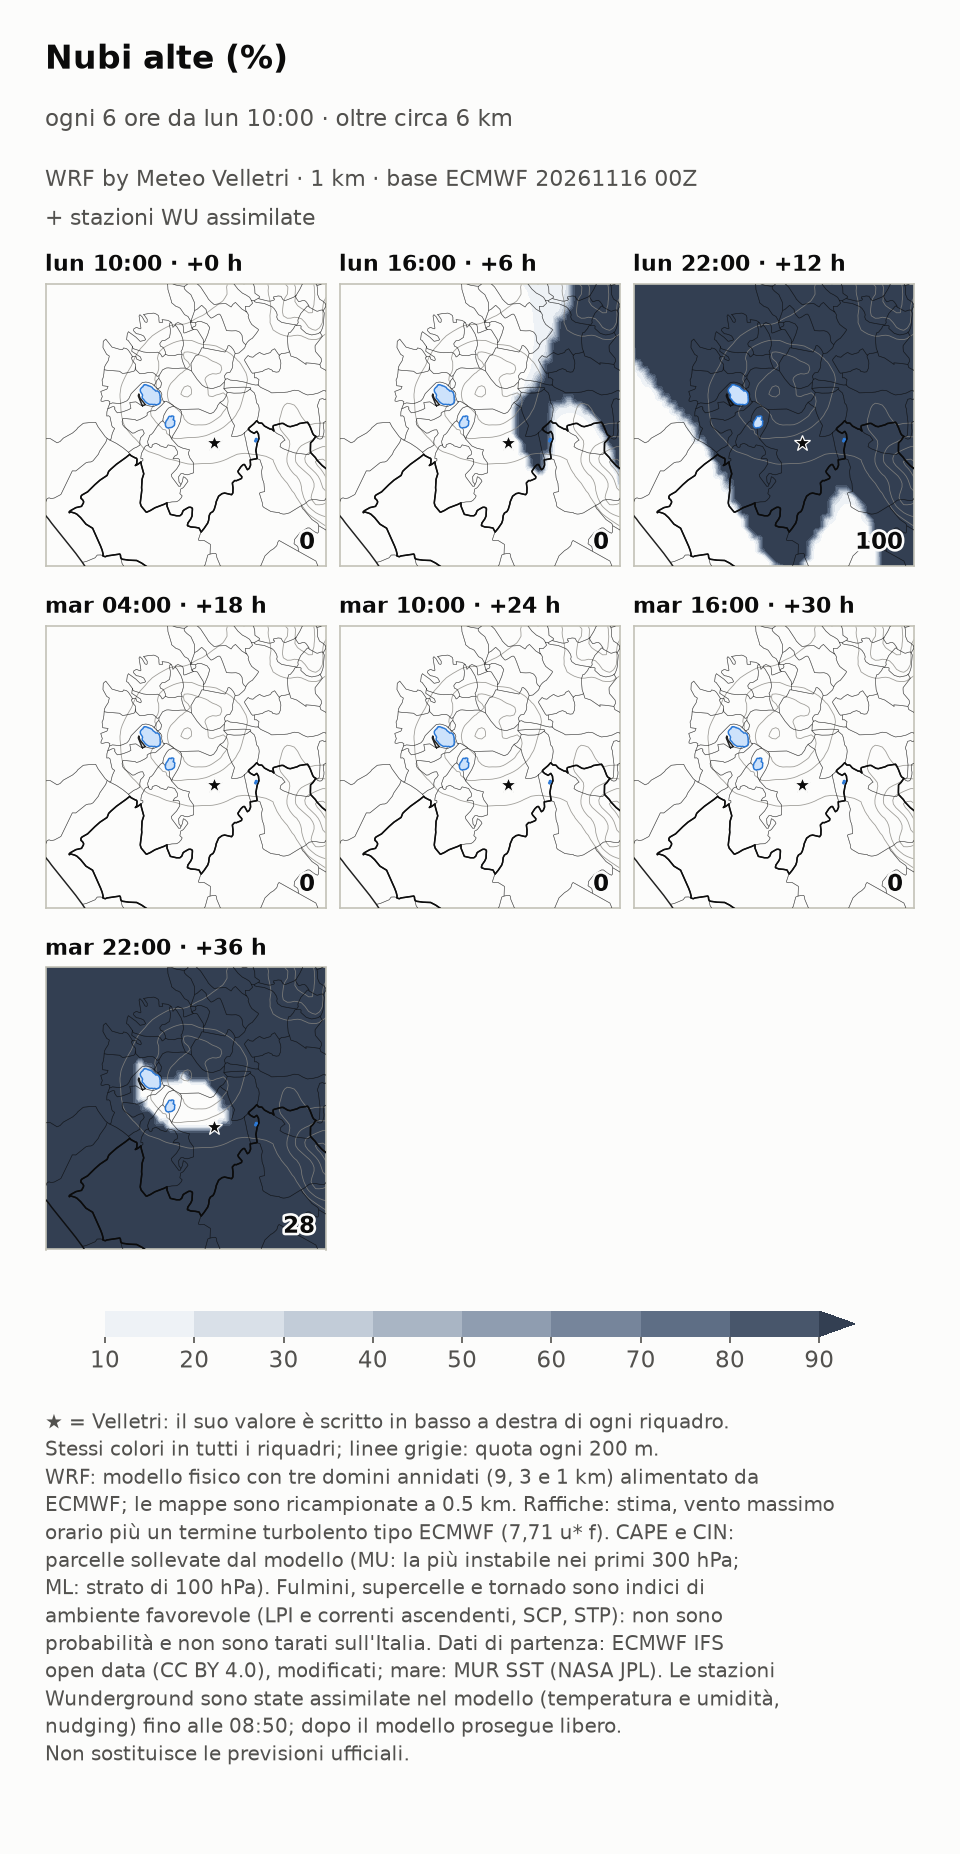 Nubi alte (%)
ogni 6 ore da lun 10:00 · oltre circa 6 km
WRF by Meteo Velletri · 1 km · base ECMWF 20261116 00Z
+ stazioni WU assimilate
lun 10:00 · +0 h
lun 16:00 · +6 h
lun 22:00 · +12 h
0
0
100
mar 04:00 · +18 h
mar 10:00 · +24 h
mar 16:00 · +30 h
0
0
0
mar 22:00 · +36 h
28
10 20 30 40 50 60 70 80 90
★ = Velletri: il suo valore è scritto in basso a destra di ogni riquadro.
Stessi colori in tutti i riquadri; linee grigie: quota ogni 200 m.
WRF: modello fisico con tre domini annidati (9, 3 e 1 km) alimentato da
ECMWF; le mappe sono ricampionate a 0.5 km. Raffiche: stima, vento massimo
orario più un termine turbolento tipo ECMWF (7,71 u* f). CAPE e CIN:
parcelle sollevate dal modello (MU: la più instabile nei primi 300 hPa;
ML: strato di 100 hPa). Fulmini, supercelle e tornado sono indici di
ambiente favorevole (LPI e correnti ascendenti, SCP, STP): non sono
probabilità e non sono tarati sull'Italia. Dati di partenza: ECMWF IFS
open data (CC BY 4.0), modificati; mare: MUR SST (NASA JPL). Le stazioni
Wunderground sono state assimilate nel modello (temperatura e umidità,
nudging) fino alle 08:50; dopo il modello prosegue libero.
Non sostituisce le previsioni ufficiali.